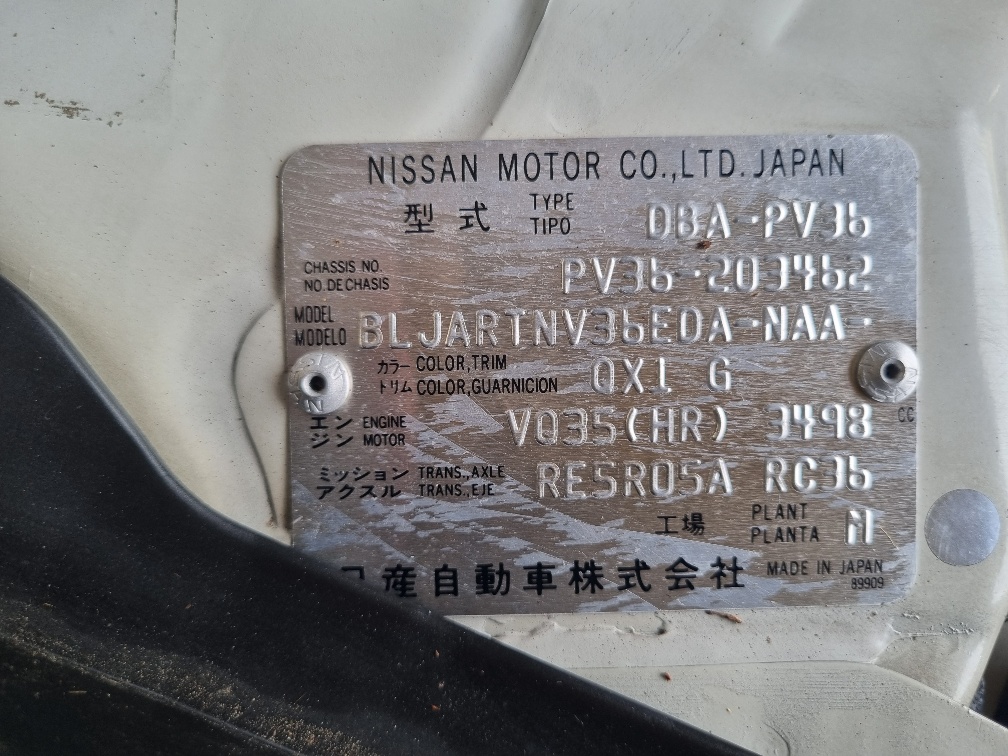 NISSAN MOTOR CO.,LTD. JAPAN
型式 TYPE TIPO DBA-PV36
CHASSIS NO. NO. DE CHASIS PV36-203462
MODEL MODELO BLJARTNV36EDA-NAA-
カラー COLOR,TRIM トリム COLOR,GUARNICION QX1 G
エンジン ENGINE MOTOR VQ35(HR) 3498 CC
ミッション TRANS.,AXLE アクスル TRANS.,EJE RE5R05A RC36
工場 PLANT PLANTA
産自動車株式会社 MADE IN JAPAN
89909